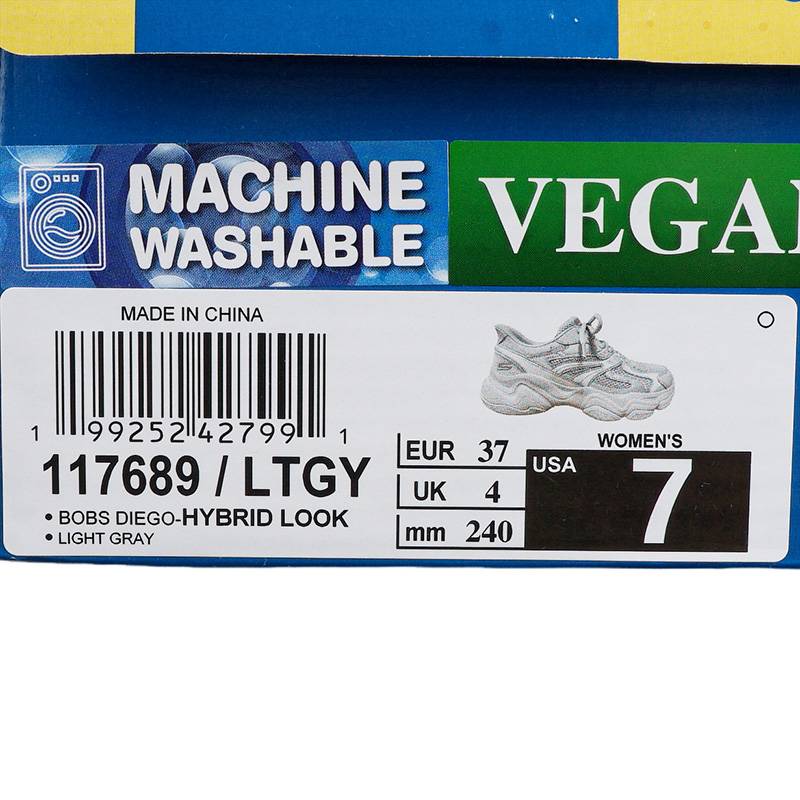 MACHINE
WASHABLE
VEGA
MADE IN CHINA
1 99252 42799 1
117689 / LTGY
• BOBS DIEGO-HYBRID LOOK
• LIGHT GRAY
EUR 37
UK 4
mm 240
WOMEN'S
USA 7